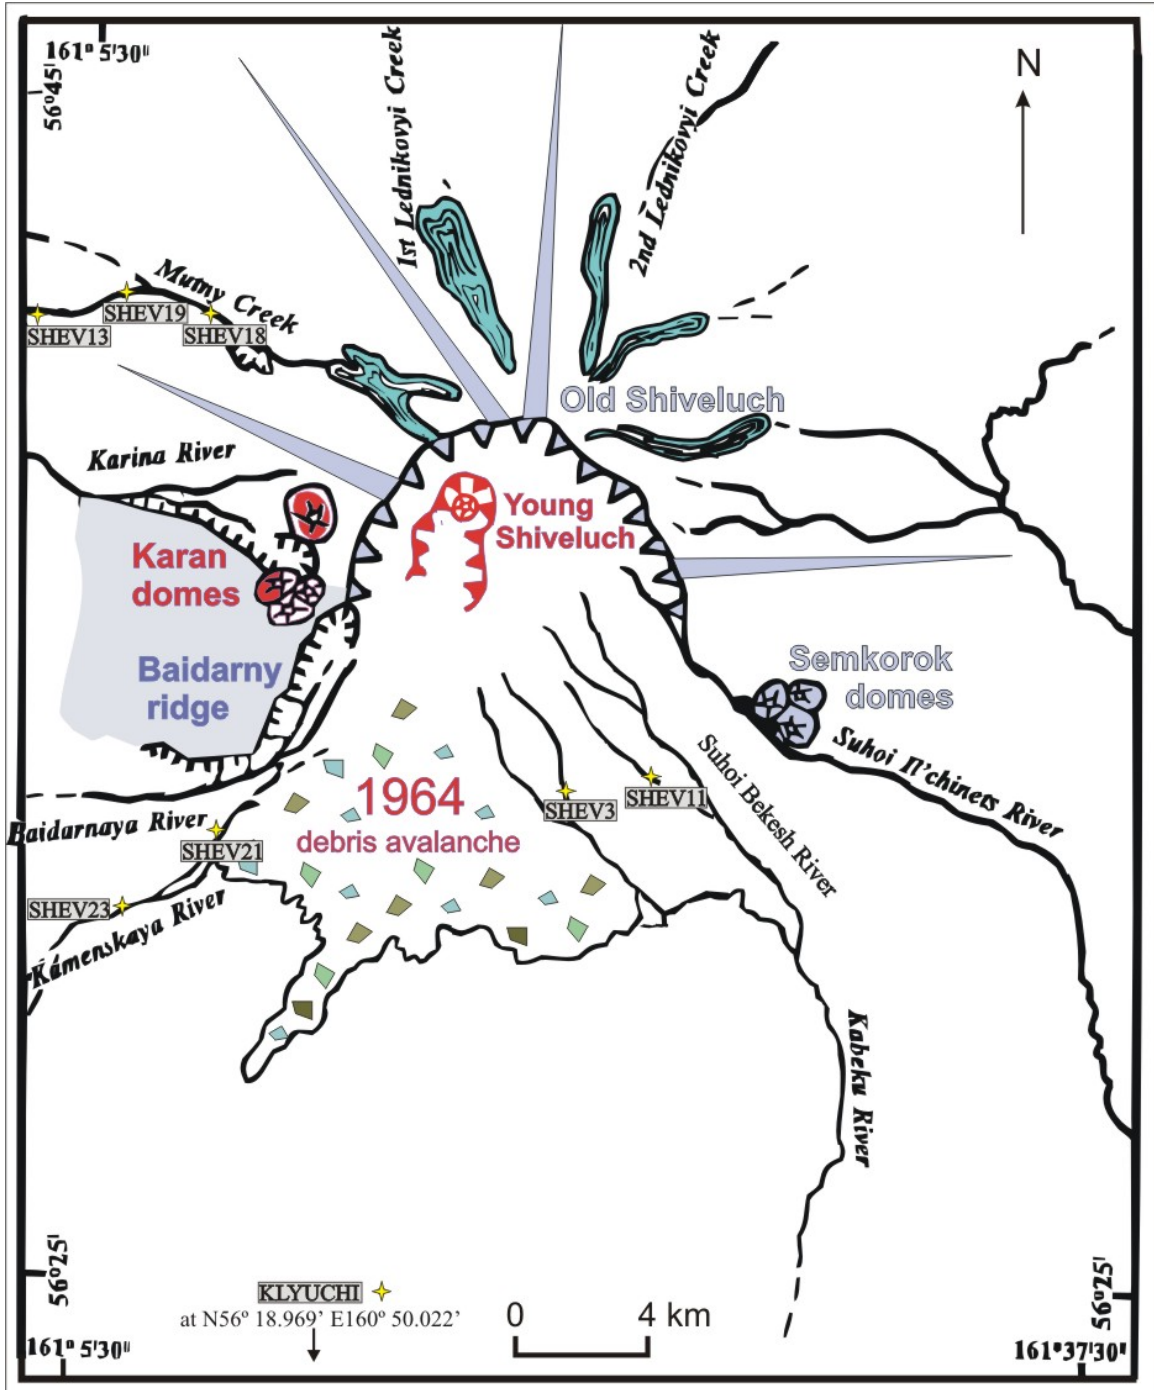 161° 5'30"
56°45'
1st Lednikovyi Creek
2nd Lednikovyi Creek
N
Mutny Creek
SHEV19
SHEV13
SHEV18
Old Shiveluch
Karina River
Young
Shiveluch
Karan
domes
Baidarny
ridge
Semkorok
domes
Suhoi Il'chinets River
Suhoi Bekesh River
1964
debris avalanche
SHEV3
SHEV11
Baidarnaya River
SHEV21
SHEV23
Kamenskaya River
Kabeku River
56°25'
56°25'
KLYUCHI
at N56° 18.969' E160° 50.022'
0 4 km
161° 5'30"
161°37'30"